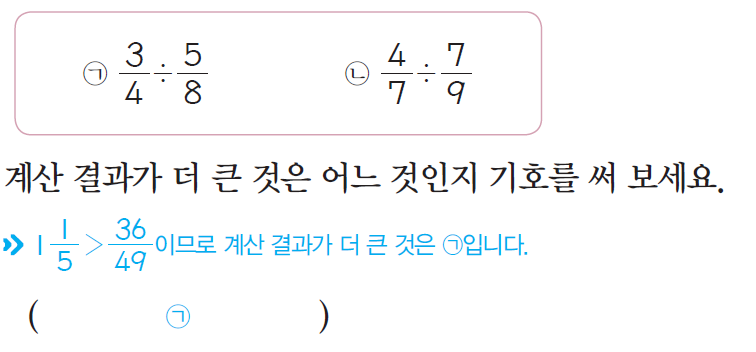 ㉠ 3/4 ÷ 5/8 ㉡ 4/7 ÷ 7/9
계산 결과가 더 큰 것은 어느 것인지 기호를 써 보세요.
» 1 1/5 > 36/49 이므로 계산 결과가 더 큰 것은 ㉠입니다.
( ㉠ )